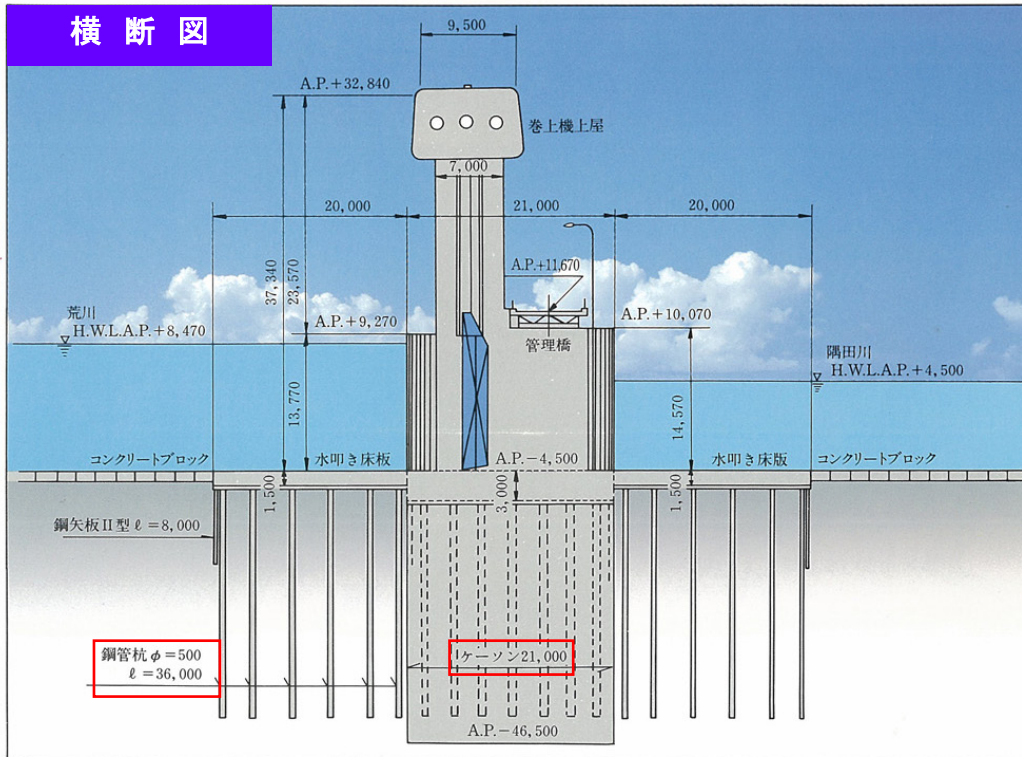 横断図
9,500
A.P.+32,840
巻上機上屋
7,000
20,000
21,000
20,000
37,340
23,570
A.P.+11,670
荒川
H.W.L.A.P.+8,470
A.P.+9,270
A.P.+10,070
管理橋
隅田川
H.W.L.A.P.+4,500
13,770
14,570
コンクリートブロック
水叩き床板
A.P.-4,500
水叩き床版
コンクリートブロック
1,500
3,000
1,500
鋼矢板II型 ℓ=8,000
鋼管杭φ=500
ℓ=36,000
ケーソン21,000
A.P.-46,500